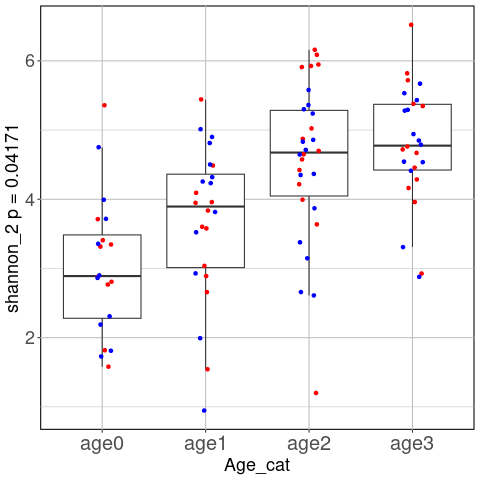 shannon_2 p = 0.04171
6
4
2
age0 age1 age2 age3
Age_cat